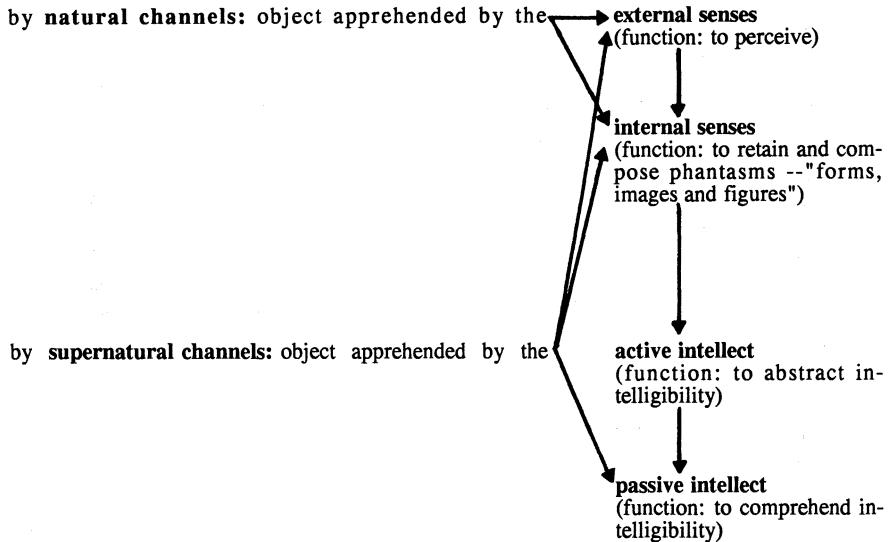 by natural channels: object apprehended by the external senses
(function: to perceive)
internal senses
(function: to retain and com-
pose phantasms --"forms,
images and figures")
by supernatural channels: object apprehended by the active intellect
(function: to abstract in-
telligibility)
passive intellect
(function: to comprehend in-
telligibility)